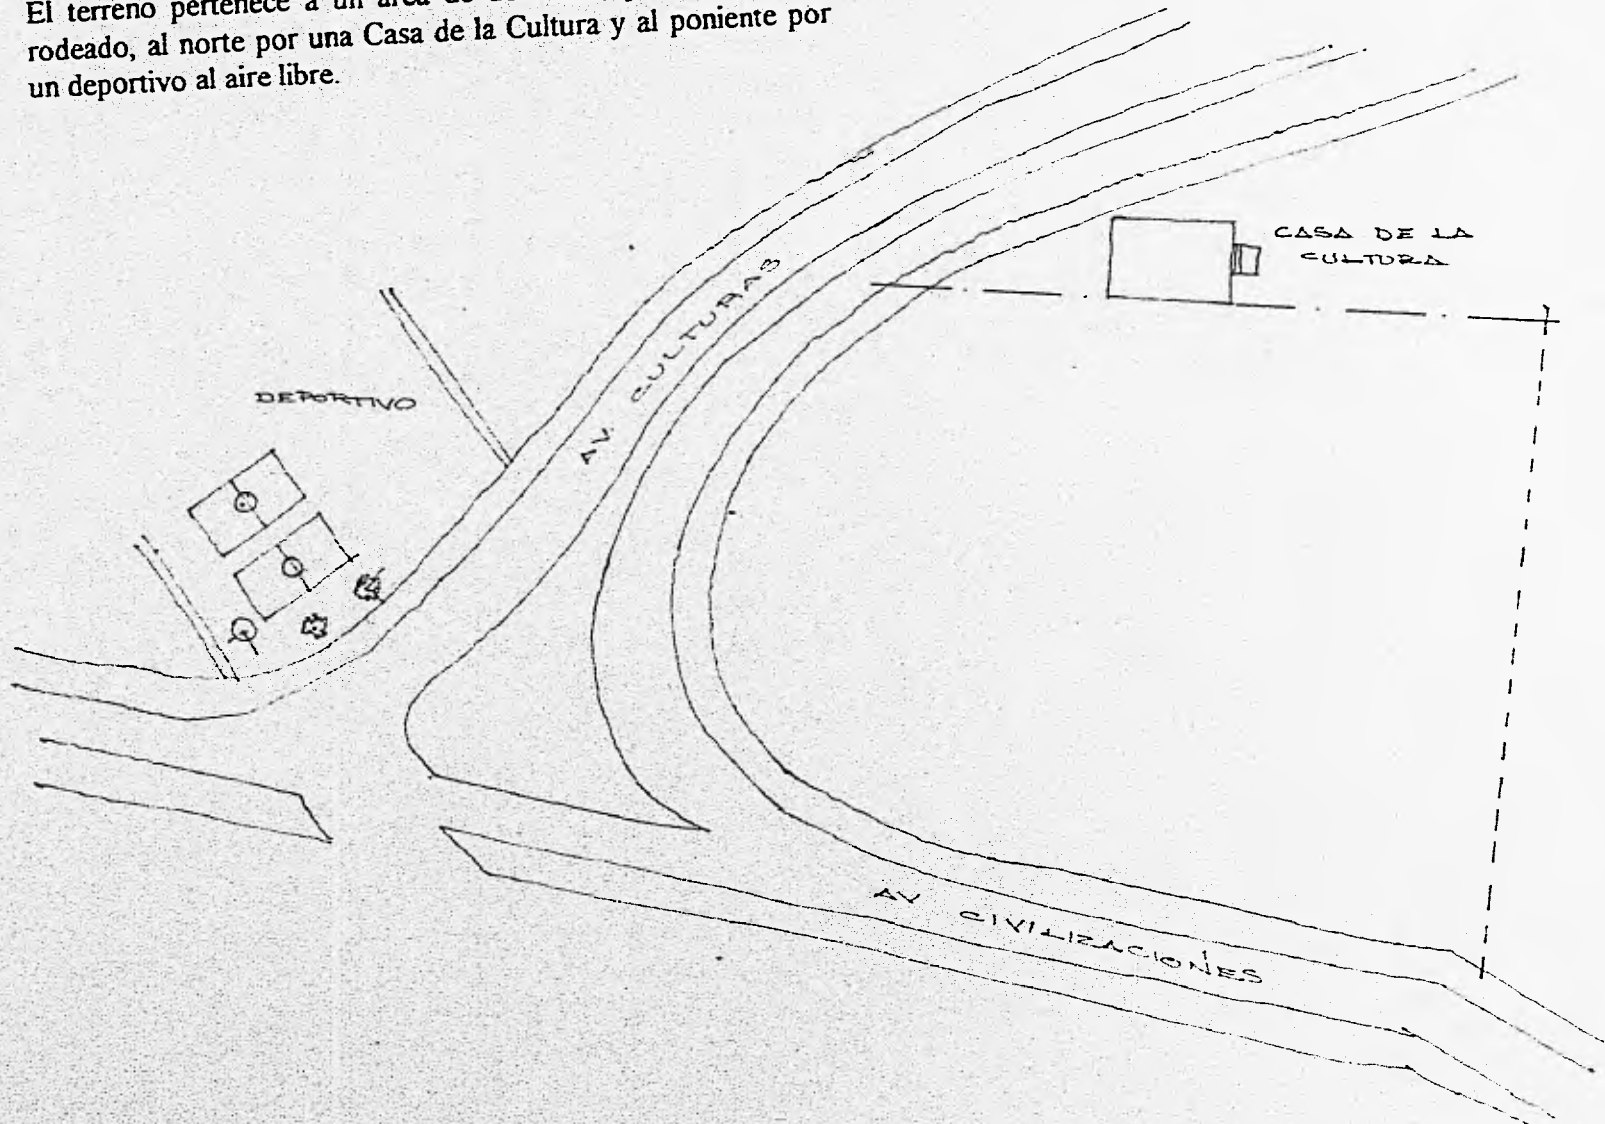 El terreno pertenece a un área de
rodeado, al norte por una Casa de la Cultura y al poniente por
un deportivo al aire libre.
CASA DE LA
CULTURA
AV. CULTURAS
DEPORTIVO
AV CIVILIZACIONES